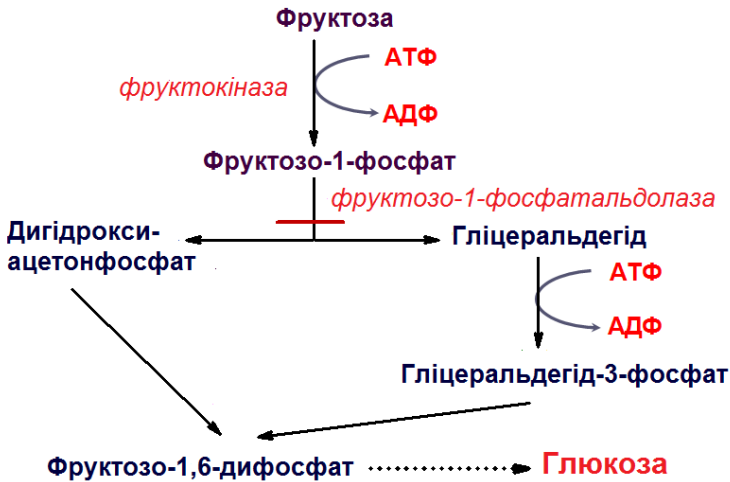 Фруктоза
АТФ
фруктокіназа
АДФ
Фруктозо-1-фосфат
фруктозо-1-фосфатальдолаза
Дигідрокси-
ацетонфосфат
Гліцеральдегід
АТФ
АДФ
Гліцеральдегід-3-фосфат
Фруктозо-1,6-дифосфат
Глюкоза